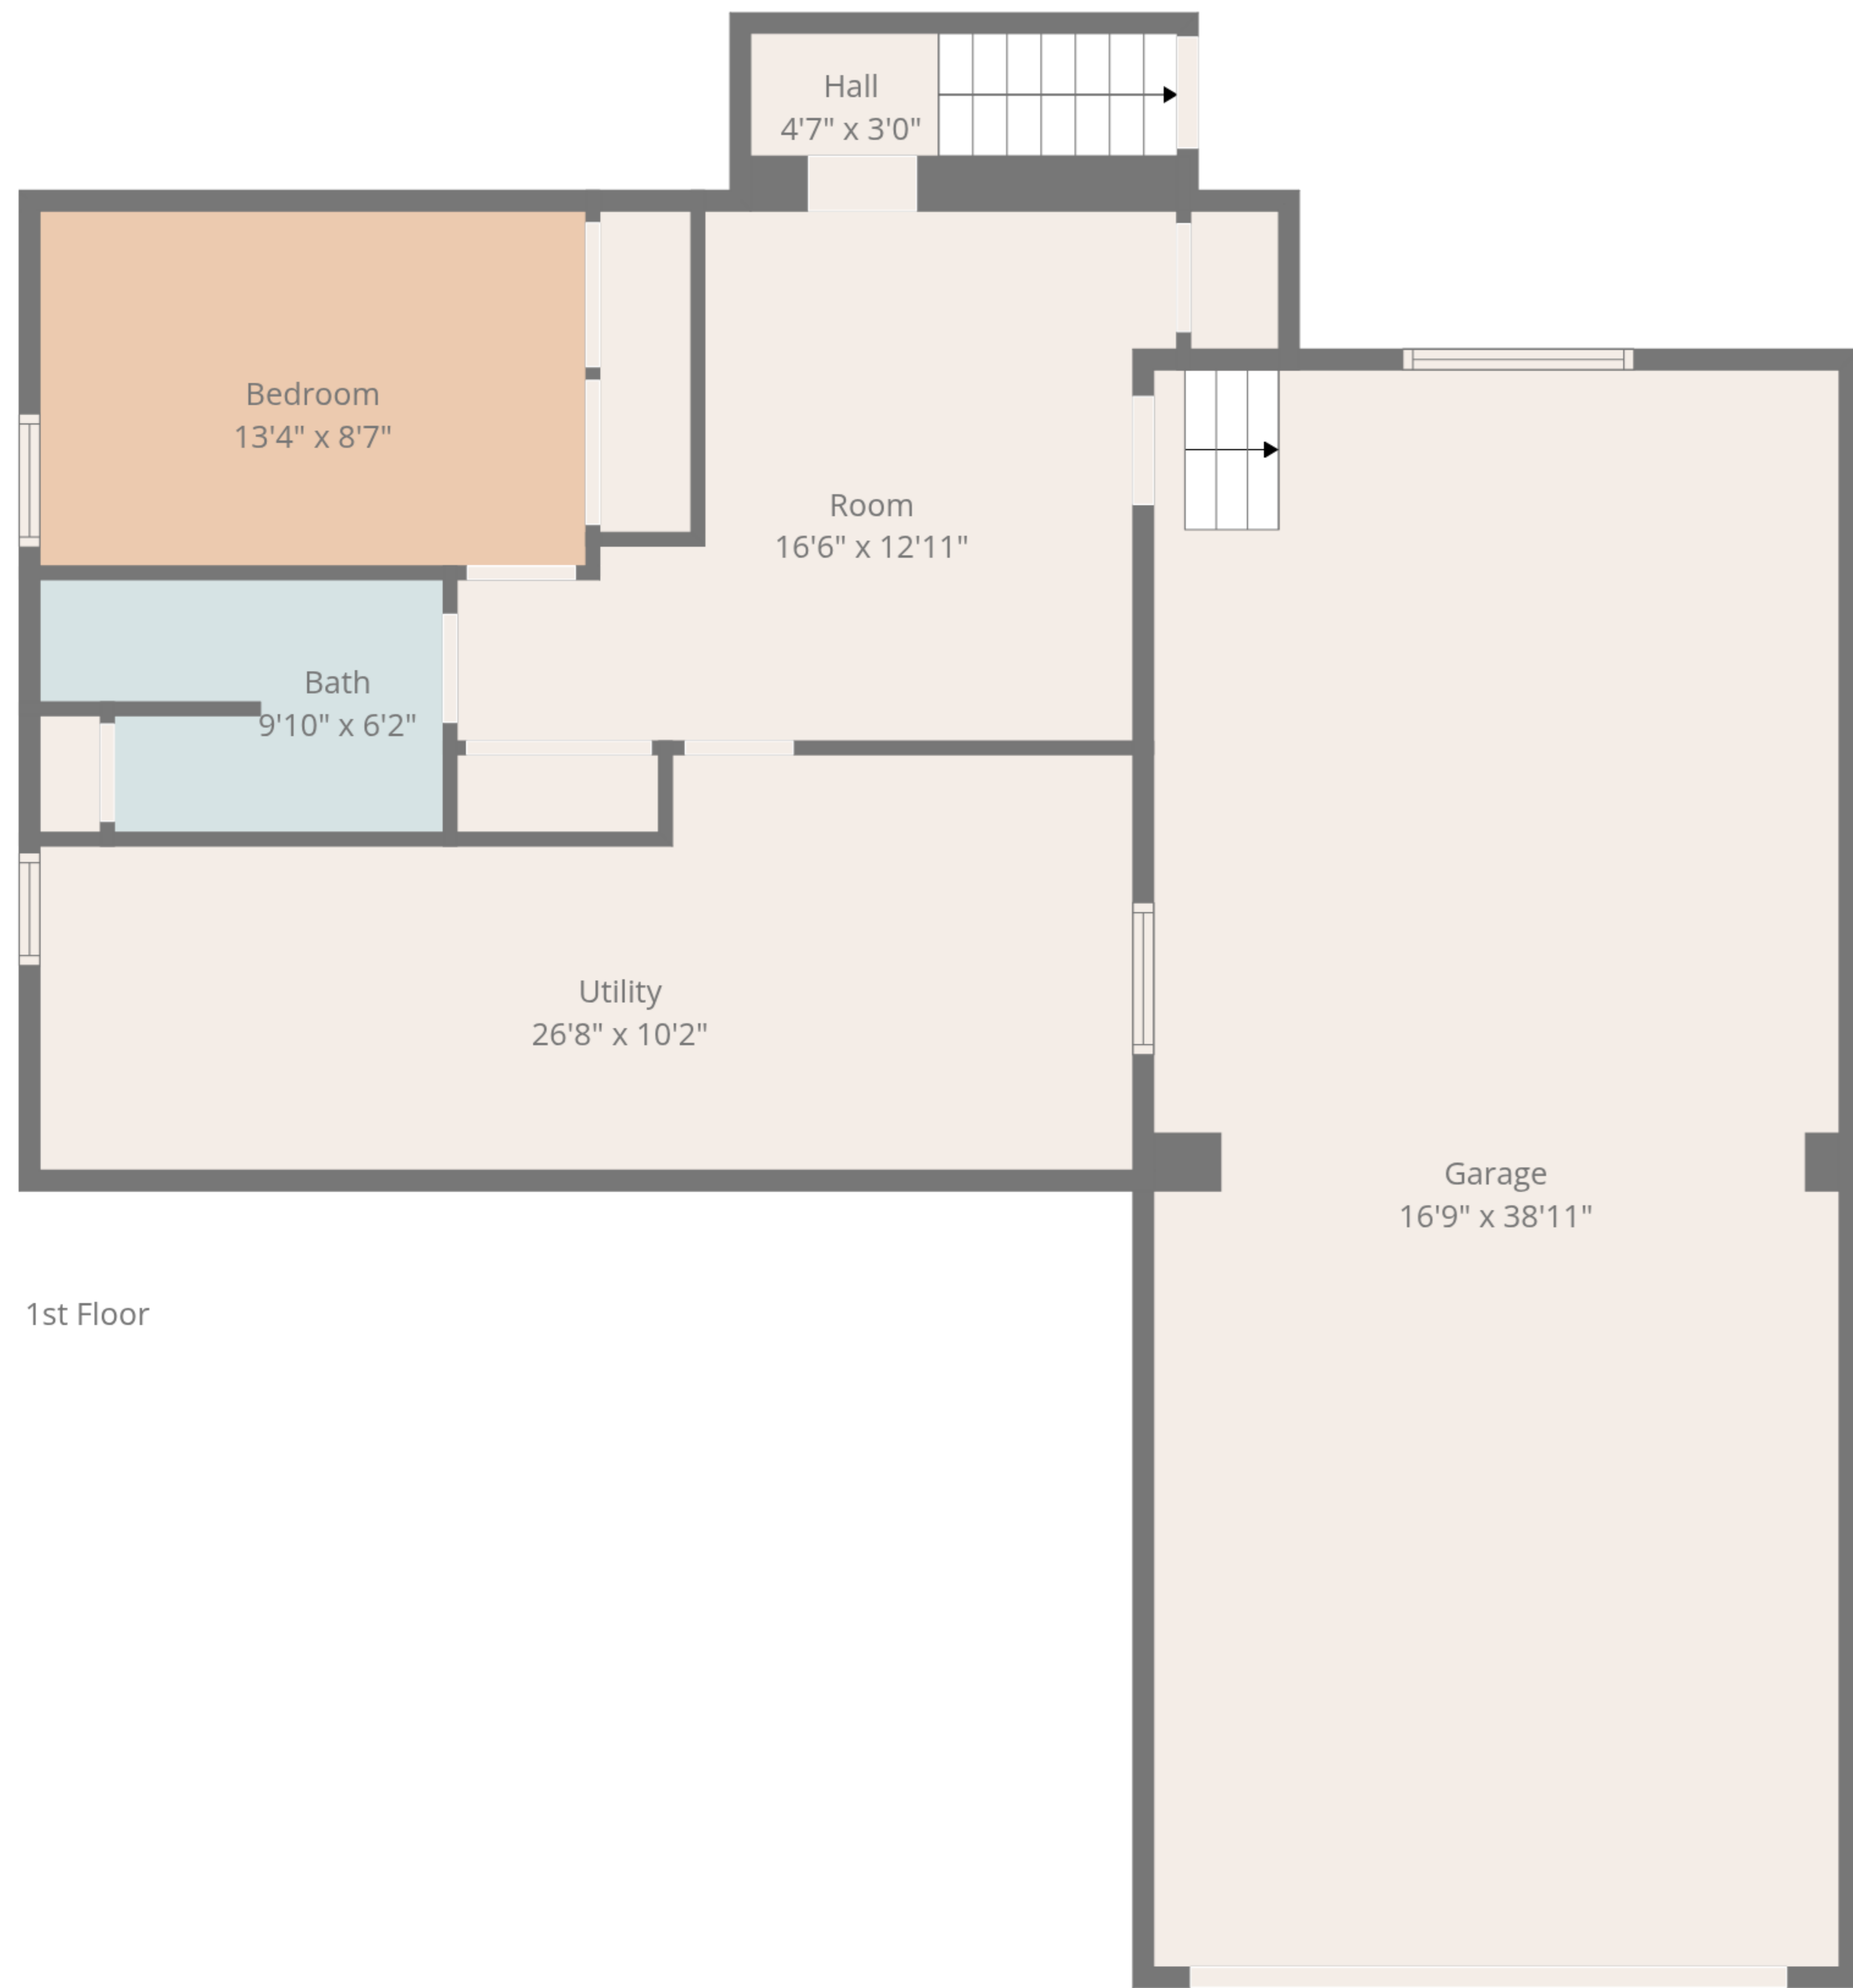 Hall
4'7" x 3'0"
Bedroom
13'4" x 8'7"
Room
16'6" x 12'11"
Bath
9'10" x 6'2"
Utility
26'8" x 10'2"
Garage
16'9" x 38'11"
1st Floor